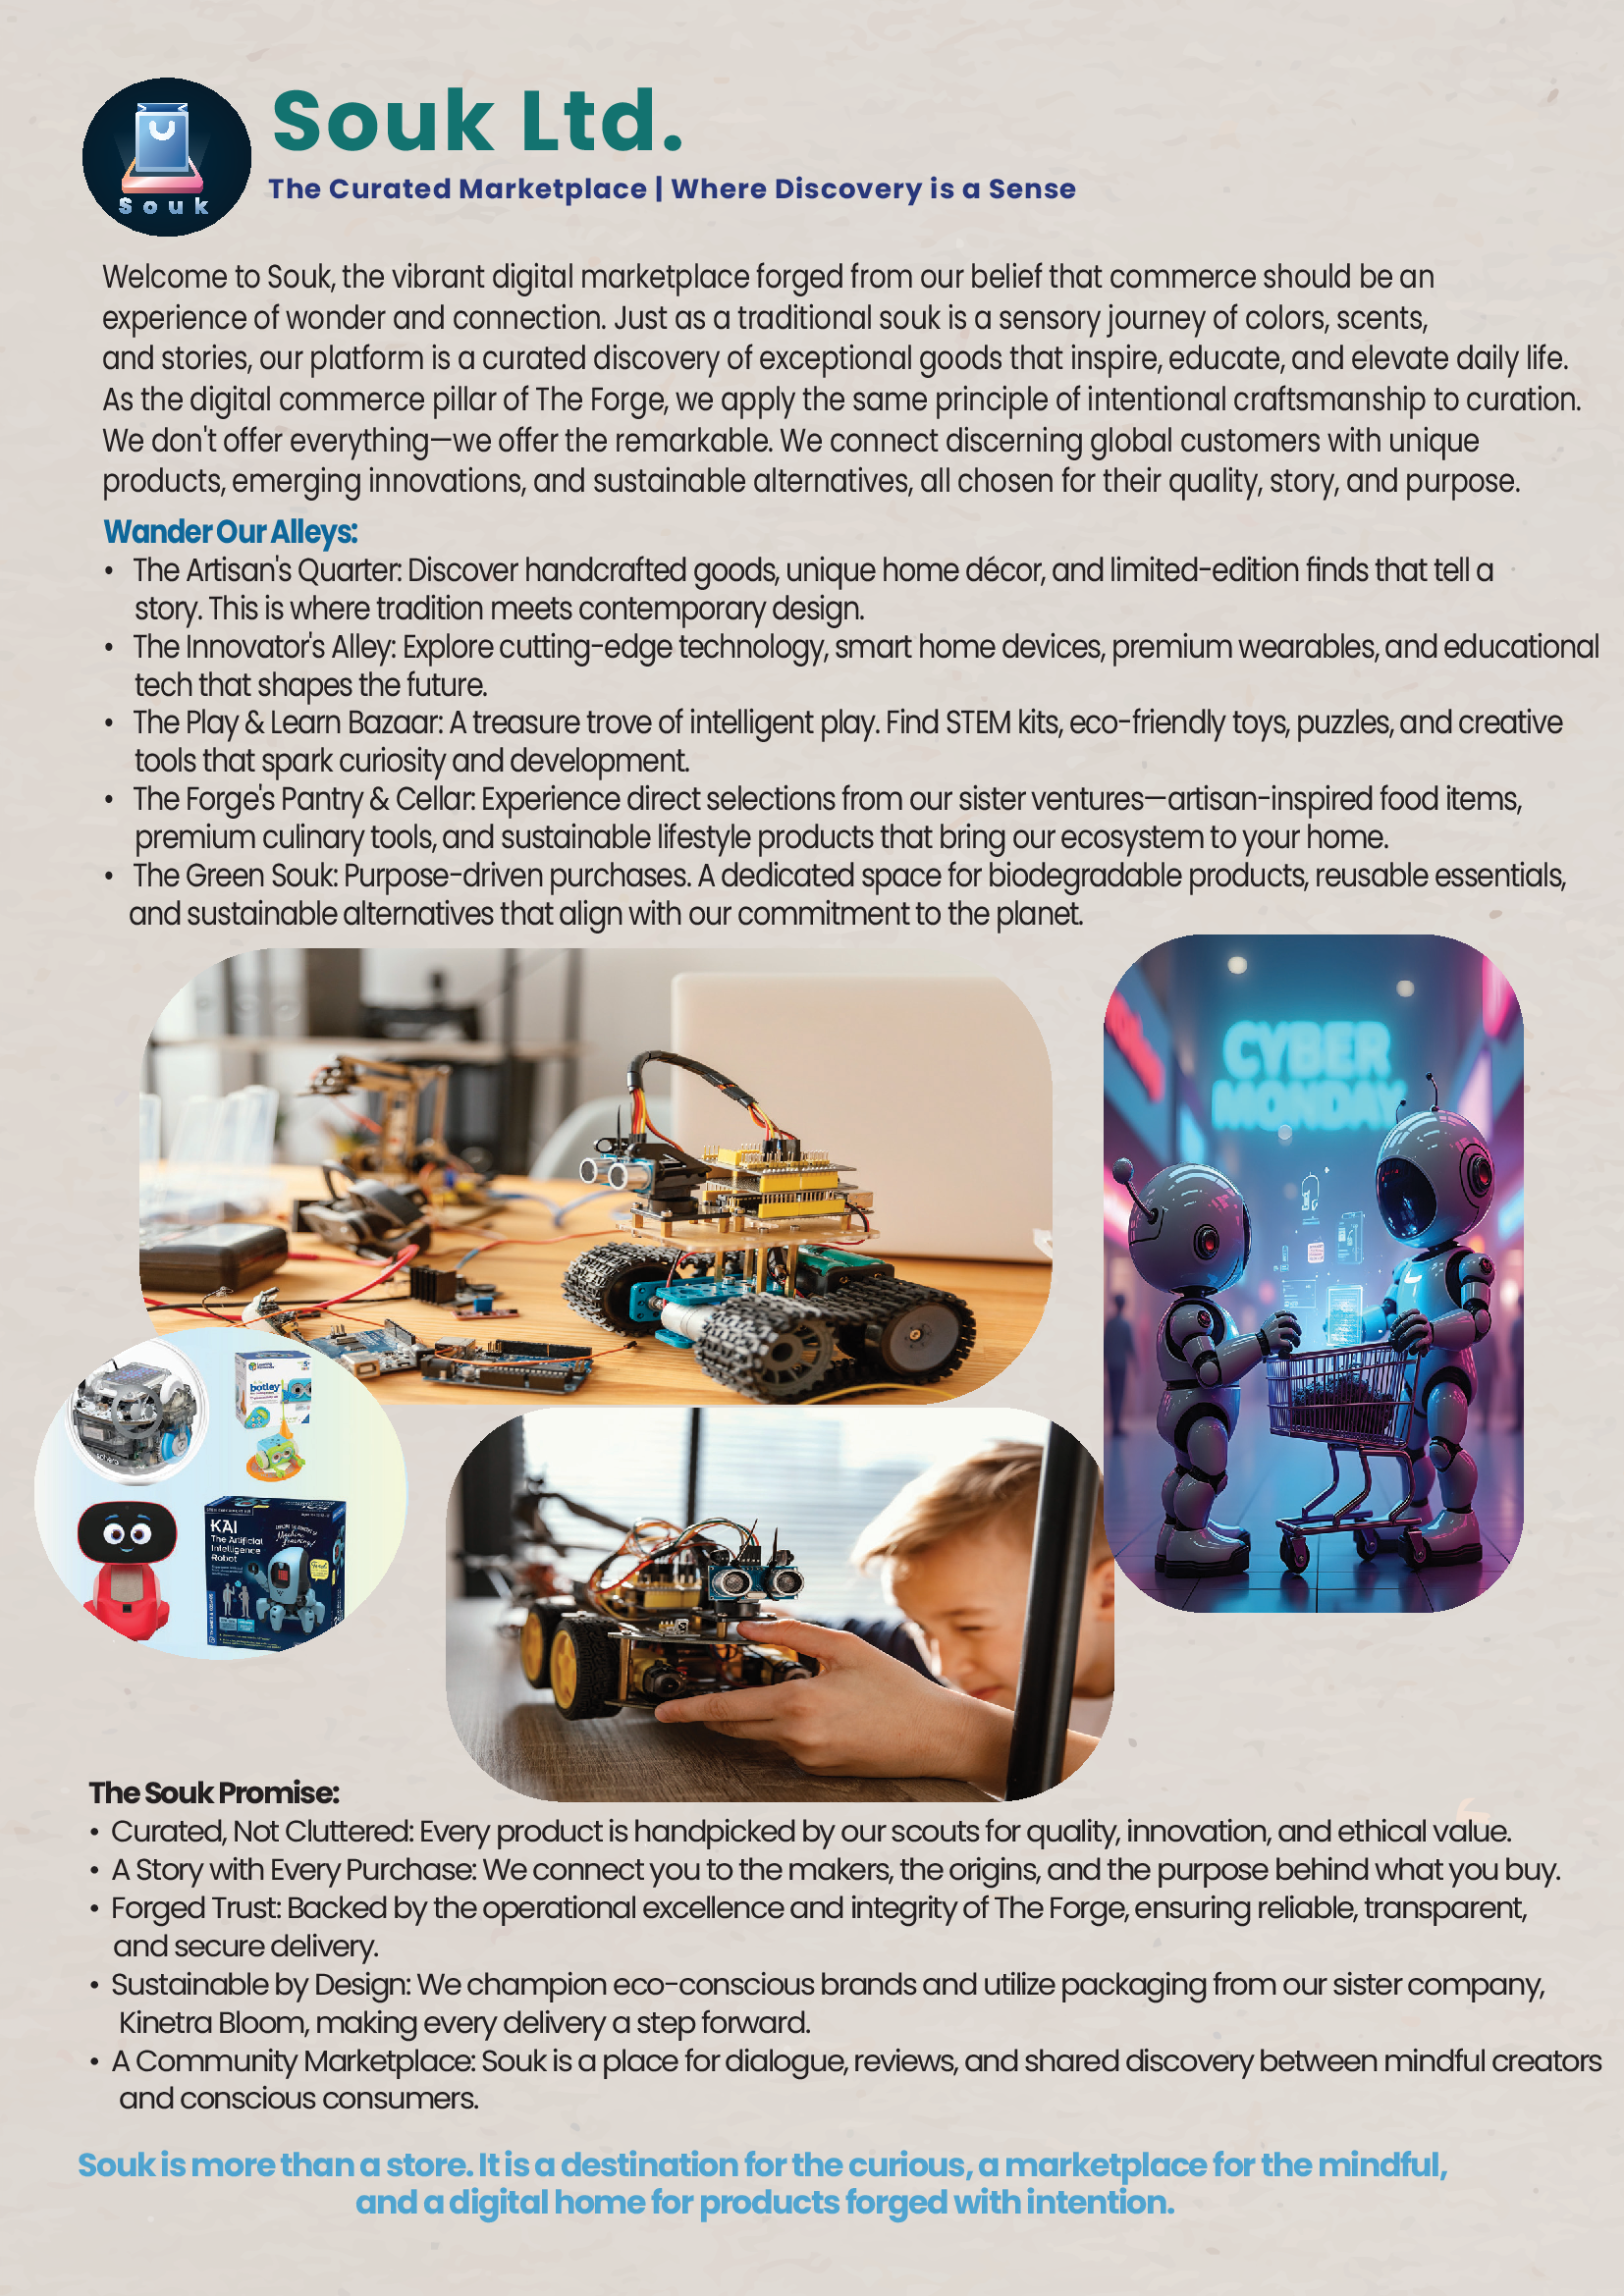 Souk
Souk Ltd.
The Curated Marketplace | Where Discovery is a Sense
Welcome to Souk, the vibrant digital marketplace forged from our belief that commerce should be an
experience of wonder and connection. Just as a traditional souk is a sensory journey of colors, scents,
and stories, our platform is a curated discovery of exceptional goods that inspire, educate, and elevate daily life.
As the digital commerce pillar of The Forge, we apply the same principle of intentional craftsmanship to curation.
We don't offer everything—we offer the remarkable. We connect discerning global customers with unique
products, emerging innovations, and sustainable alternatives, all chosen for their quality, story, and purpose.
Wander Our Alleys:
• The Artisan's Quarter: Discover handcrafted goods, unique home décor, and limited-edition finds that tell a
story. This is where tradition meets contemporary design.
• The Innovator's Alley: Explore cutting-edge technology, smart home devices, premium wearables, and educational
tech that shapes the future.
• The Play & Learn Bazaar: A treasure trove of intelligent play. Find STEM kits, eco-friendly toys, puzzles, and creative
tools that spark curiosity and development.
• The Forge's Pantry & Cellar: Experience direct selections from our sister ventures—artisan-inspired food items,
premium culinary tools, and sustainable lifestyle products that bring our ecosystem to your home.
• The Green Souk: Purpose-driven purchases. A dedicated space for biodegradable products, reusable essentials,
and sustainable alternatives that align with our commitment to the planet.
CYBER
MONDAY
botley
KAI
The Artificial
Intelligence
Robot
The Souk Promise:
• Curated, Not Cluttered: Every product is handpicked by our scouts for quality, innovation, and ethical value.
• A Story with Every Purchase: We connect you to the makers, the origins, and the purpose behind what you buy.
• Forged Trust: Backed by the operational excellence and integrity of The Forge, ensuring reliable, transparent,
and secure delivery.
• Sustainable by Design: We champion eco-conscious brands and utilize packaging from our sister company,
Kinetra Bloom, making every delivery a step forward.
• A Community Marketplace: Souk is a place for dialogue, reviews, and shared discovery between mindful creators
and conscious consumers.
Souk is more than a store. It is a destination for the curious, a marketplace for the mindful,
and a digital home for products forged with intention.